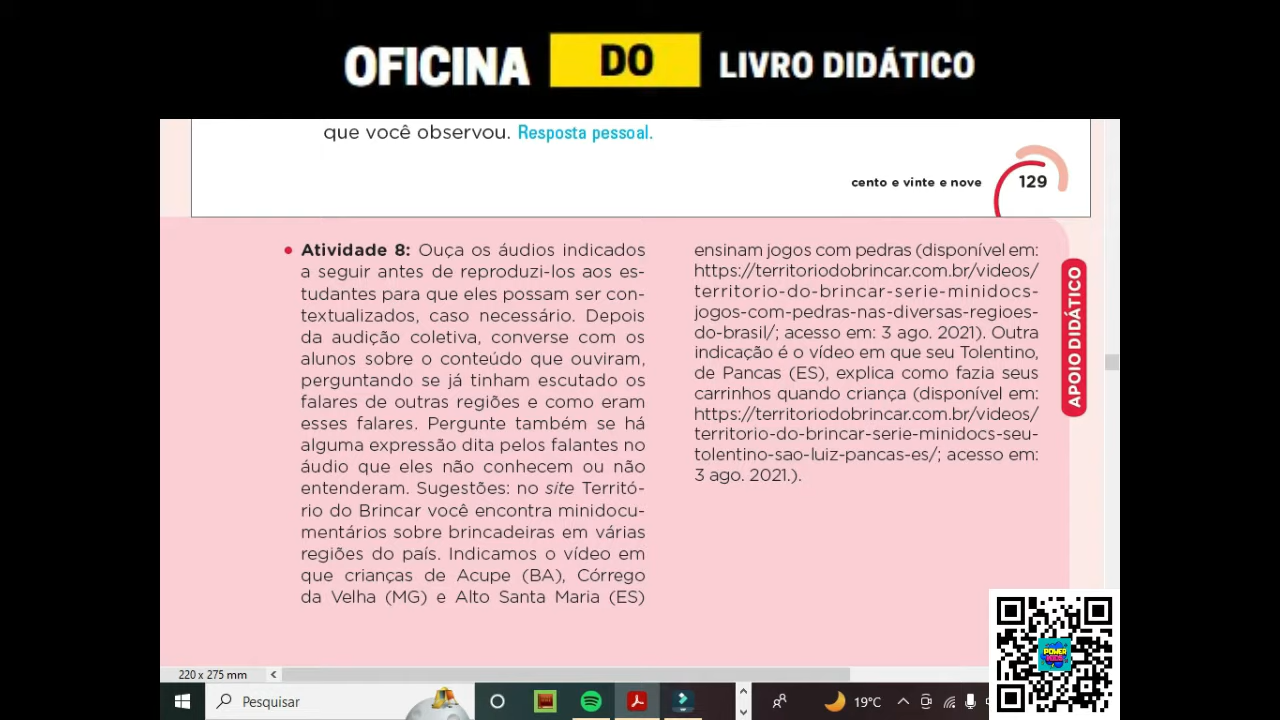 OFICINA DO LIVRO DIDÁTICO
que você observou. Resposta pessoal.
cento e vinte e nove 129
• Atividade 8: Ouça os áudios indicados
a seguir antes de reproduzi-los aos es-
tudantes para que eles possam ser con-
textualizados, caso necessário. Depois
da audição coletiva, converse com os
alunos sobre o conteúdo que ouviram,
perguntando se já tinham escutado os
falares de outras regiões e como eram
esses falares. Pergunte também se há
alguma expressão dita pelos falantes no
áudio que eles não conhecem ou não
entenderam. Sugestões: no site Territó-
rio do Brincar você encontra minidocu-
mentários sobre brincadeiras em várias
regiões do país. Indicamos o vídeo em
que crianças de Acupe (BA), Córrego
da Velha (MG) e Alto Santa Maria (ES)
ensinam jogos com pedras (disponível em:
https://territoriodobrincar.com.br/videos/
territorio-do-brincar-serie-minidocs-
jogos-com-pedras-nas-diversas-regioes-
do-brasil/; acesso em: 3 ago. 2021). Outra
indicação é o vídeo em que seu Tolentino,
de Pancas (ES), explica como fazia seus
carrinhos quando criança (disponível em:
https://territoriodobrincar.com.br/videos/
territorio-do-brincar-serie-minidocs-seu-
tolentino-sao-luiz-pancas-es/; acesso em:
3 ago. 2021.).
APOIO DIDÁTICO
220 x 275 mm
POWER KIDS
Pesquisar
19°C